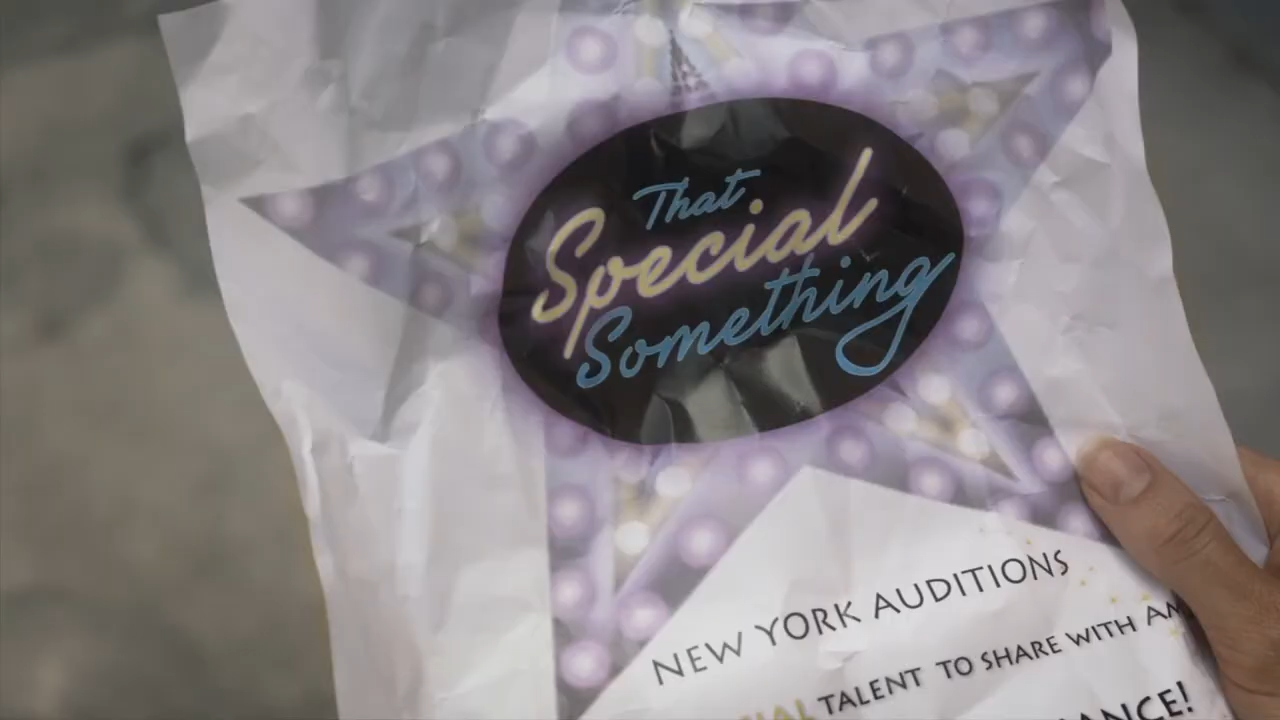 That
Special
Something
NEW YORK AUDITIONS
TALENT TO SHARE WITH